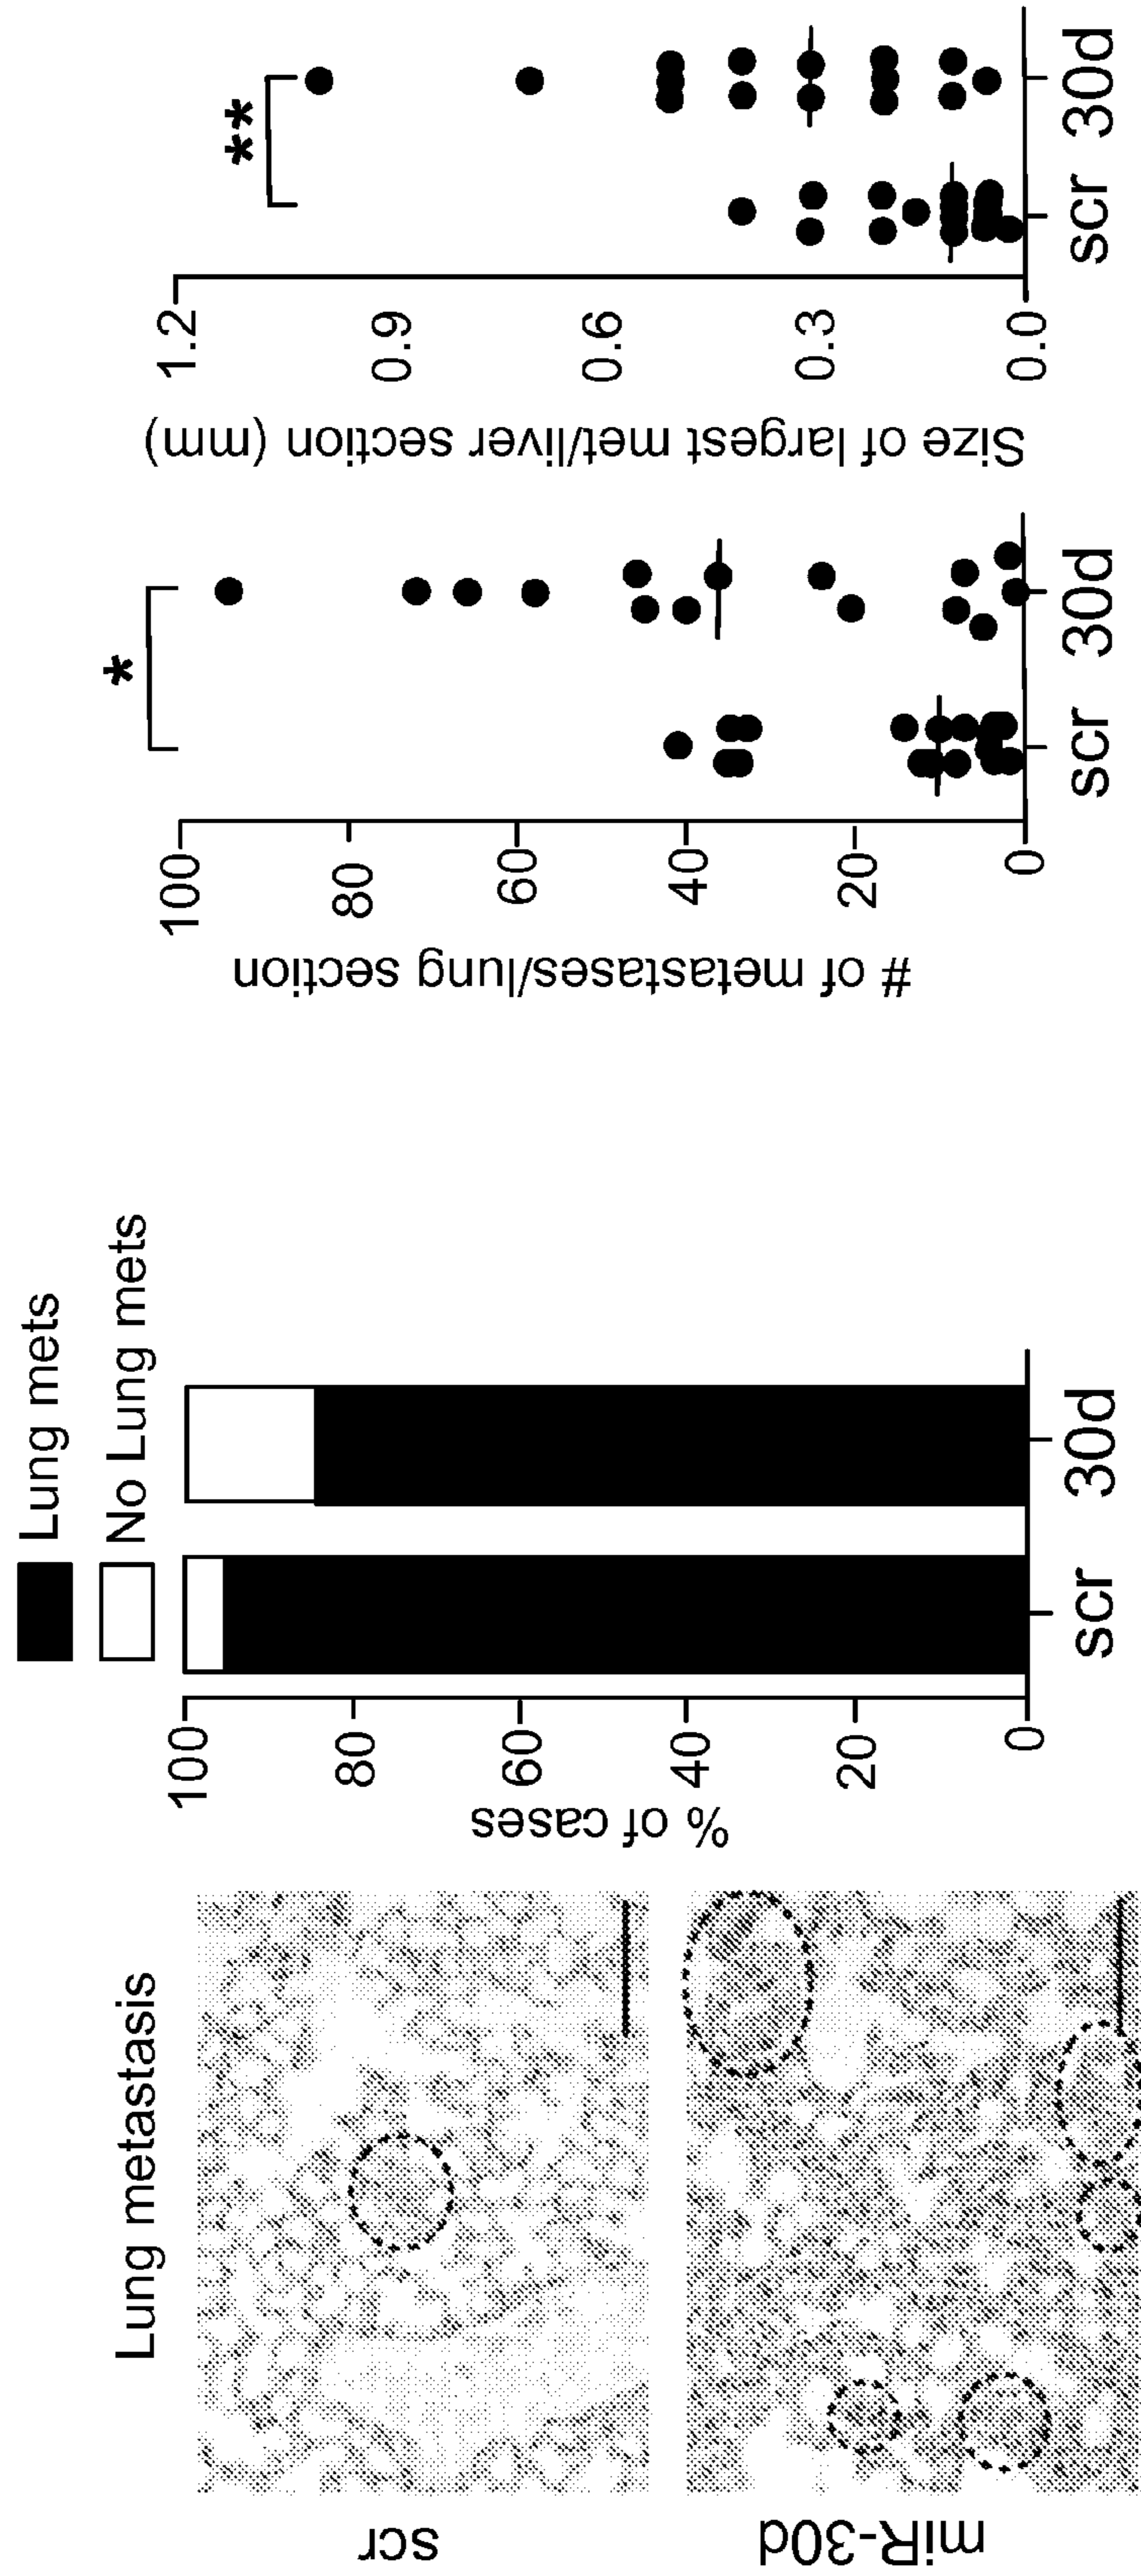 Lung metastasis
scr
miR-30d
Lung mets
No Lung mets
% of cases
100
80
60
40
20
0
scr 30d
# of metastases/lung section
100
80
60
40
20
0
*
scr 30d
Size of largest met/liver section (mm)
1.2
0.9
0.6
0.3
0.0
**
scr 30d